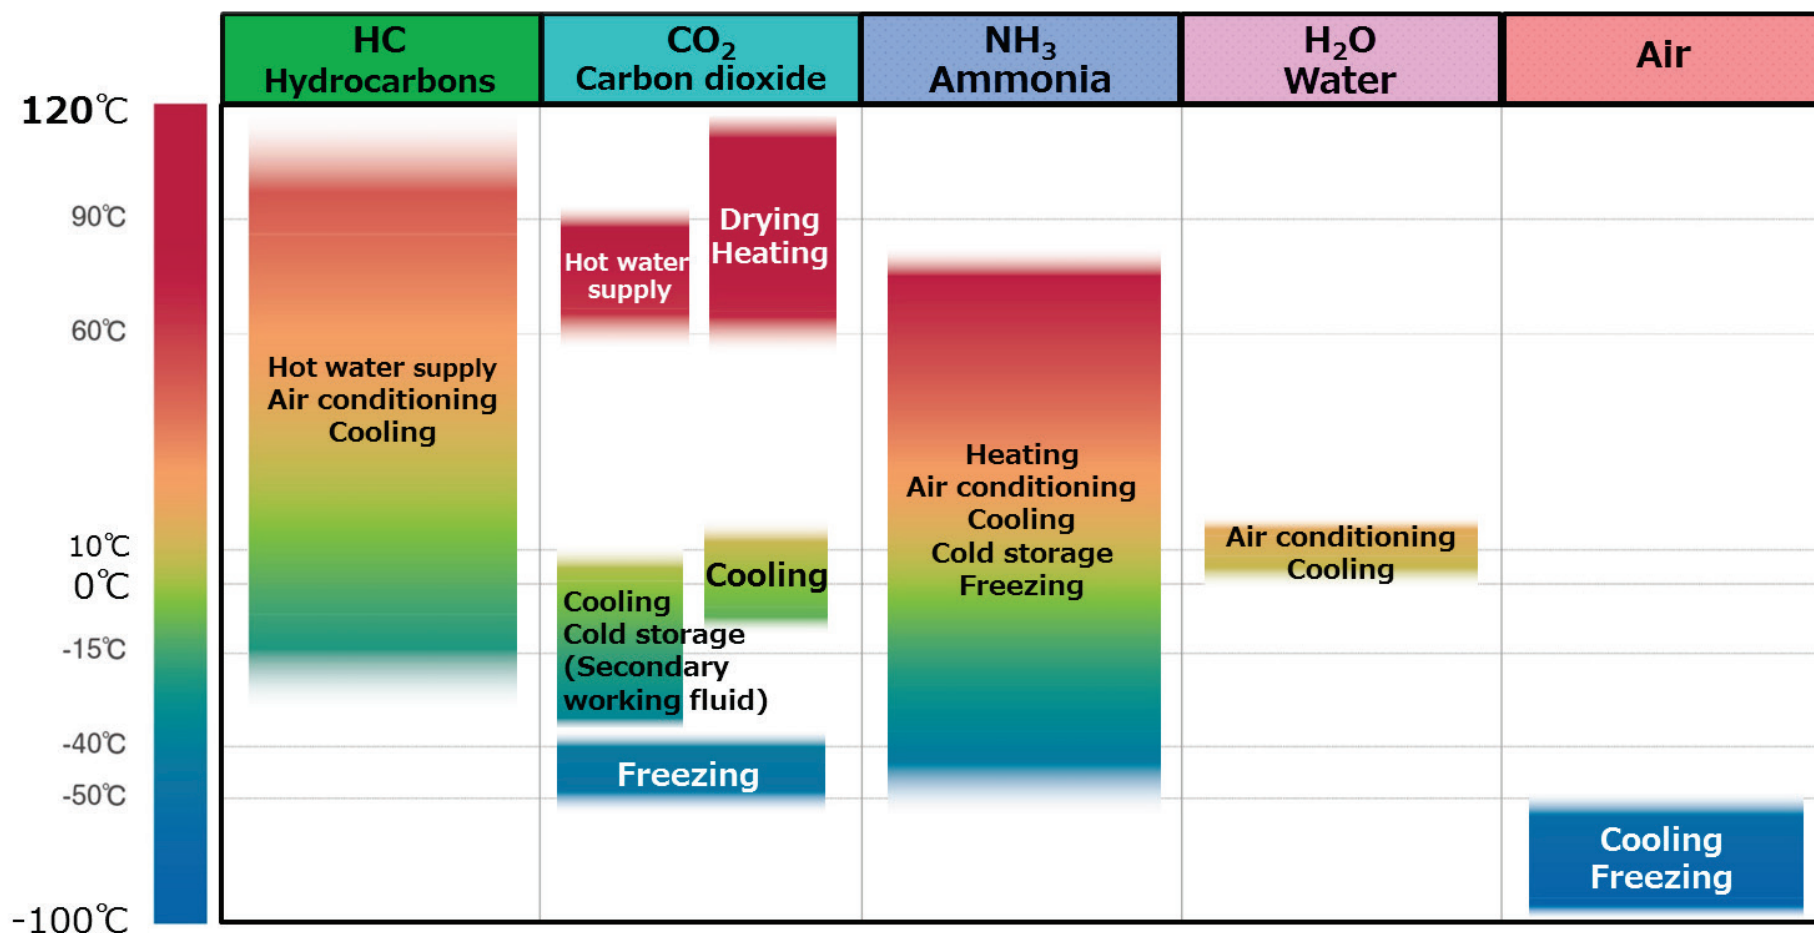 HC
Hydrocarbons
CO₂
Carbon dioxide
NH₃
Ammonia
H₂O
Water
Air
120℃
90℃
60℃
10℃
0℃
-15℃
-40℃
-50℃
-100℃
Hot water supply
Air conditioning
Cooling
Hot water
supply
Drying
Heating
Cooling
Cooling
Cold storage
(Secondary
working fluid)
Freezing
Heating
Air conditioning
Cooling
Cold storage
Freezing
Air conditioning
Cooling
Cooling
Freezing